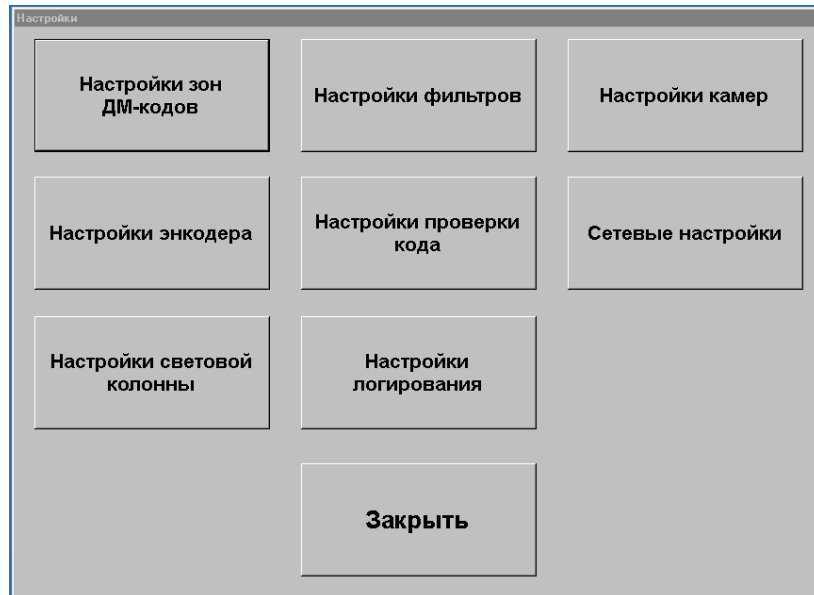 Настройки
Настройки зон
ДМ-кодов
Настройки фильтров
Настройки камер
Настройки энкодера
Настройки проверки
кода
Сетевые настройки
Настройки световой
колонны
Настройки
логирования
Закрыть